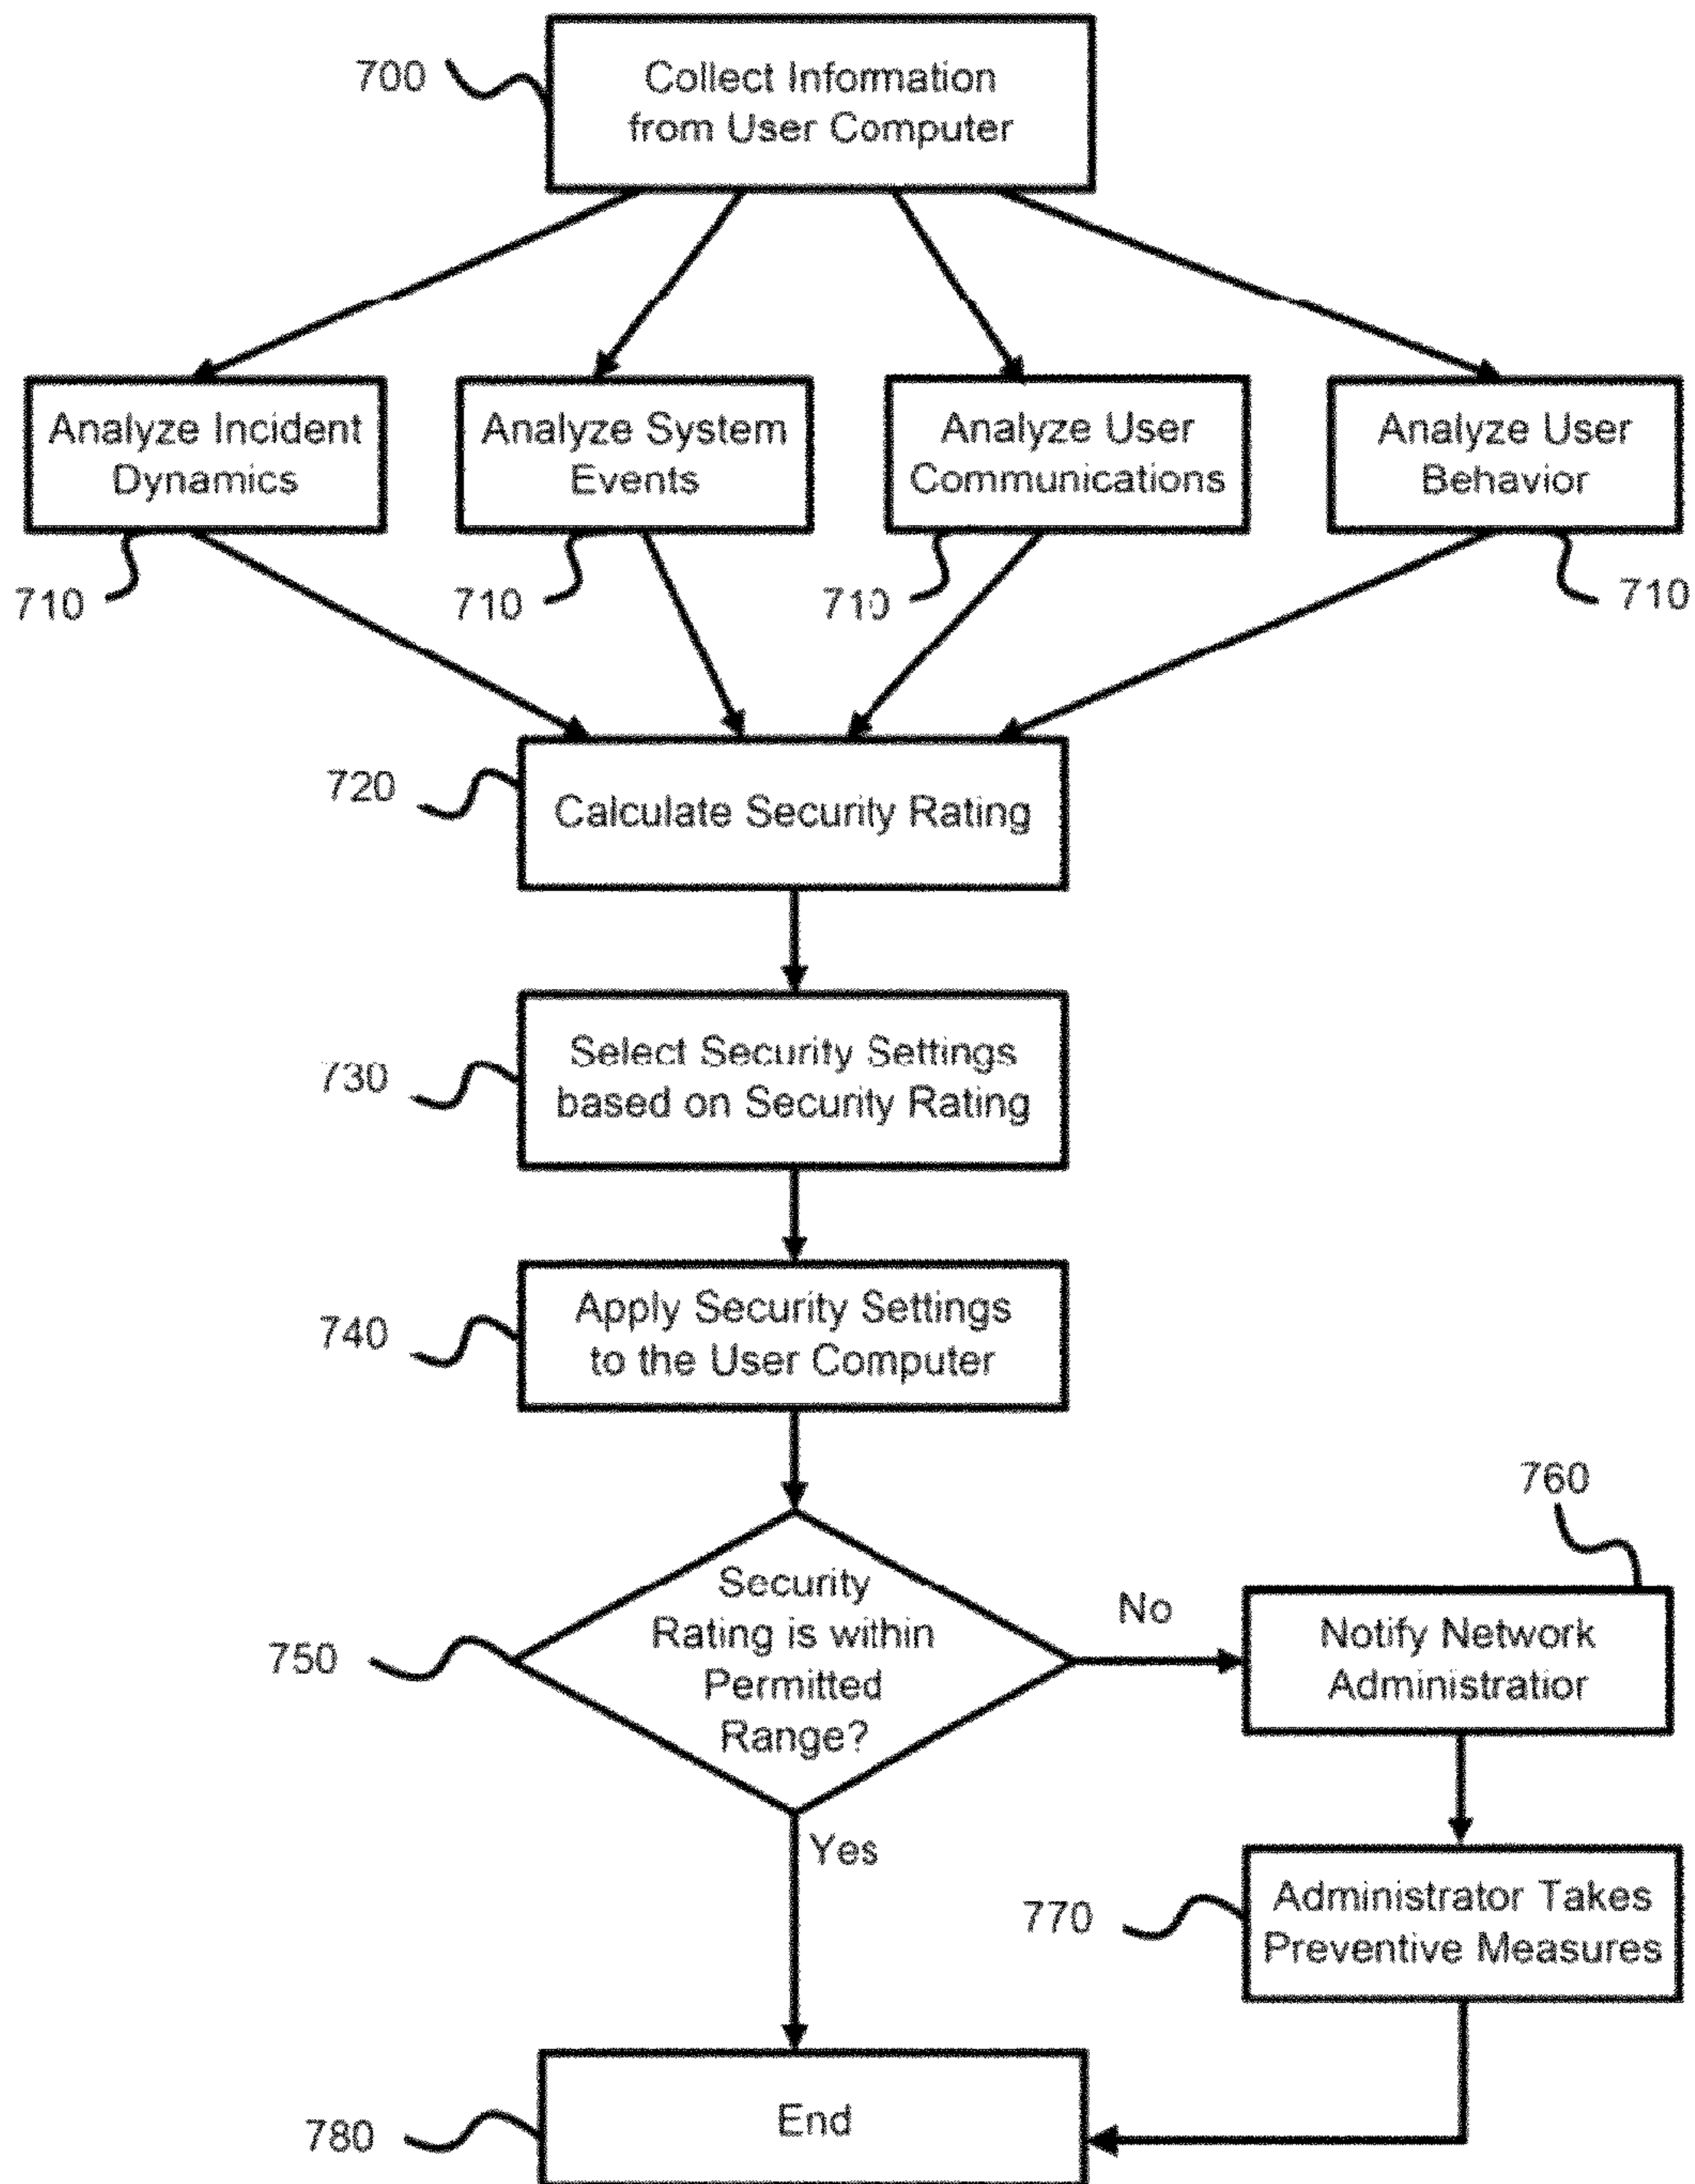 700
Collect Information
from User Computer
Analyze Incident
Dynamics
Analyze System
Events
Analyze User
Communications
Analyze User
Behavior
710
710
710
710
720
Calculate Security Rating
730
Select Security Settings
based on Security Rating
740
Apply Security Settings
to the User Computer
750
Security
Rating is within
Permitted
Range?
No
760
Notify Network
Administratior
Yes
770
Administrator Takes
Preventive Measures
780
End